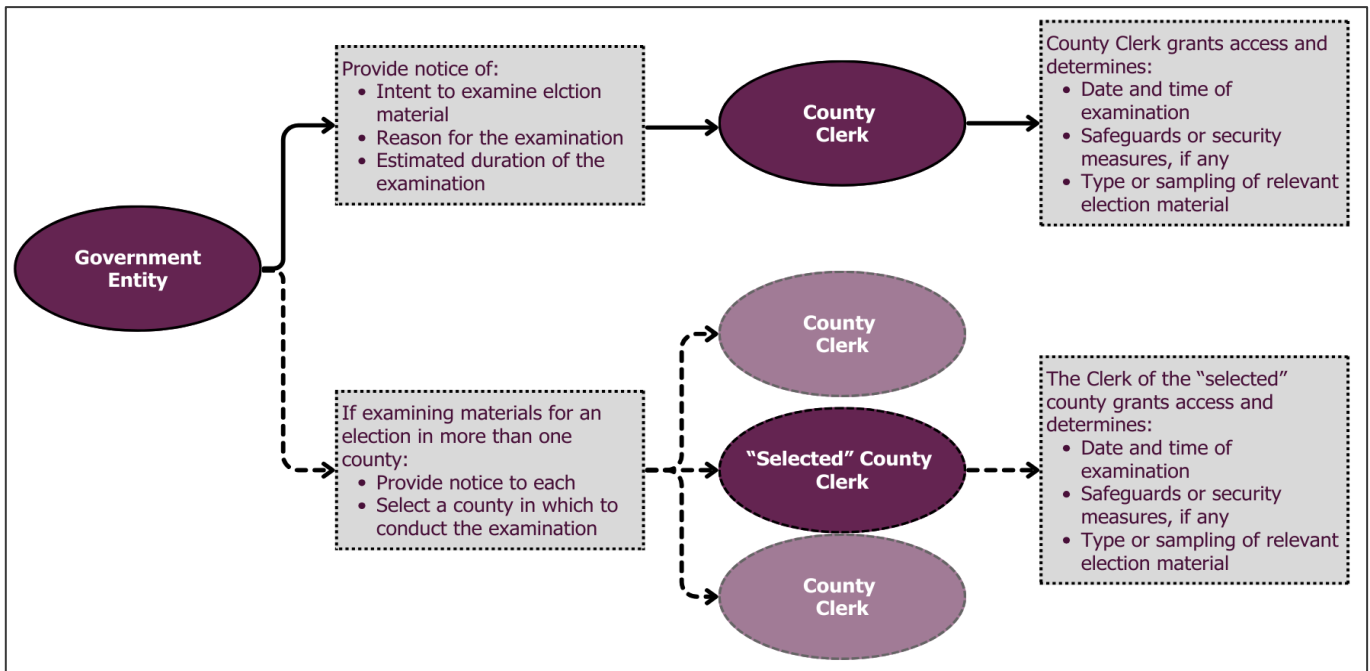 Government
Entity
Provide notice of:
• Intent to examine elction
material
• Reason for the examination
• Estimated duration of the
examination
County
Clerk
County Clerk grants access and
determines:
• Date and time of
examination
• Safeguards or security
measures, if any
• Type or sampling of relevant
election material
If examining materials for an
election in more than one
county:
• Provide notice to each
• Select a county in which to
conduct the examination
County
Clerk
“Selected” County
Clerk
County
Clerk
The Clerk of the “selected”
county grants access and
determines:
• Date and time of
examination
• Safeguards or security
measures, if any
• Type or sampling of relevant
election material